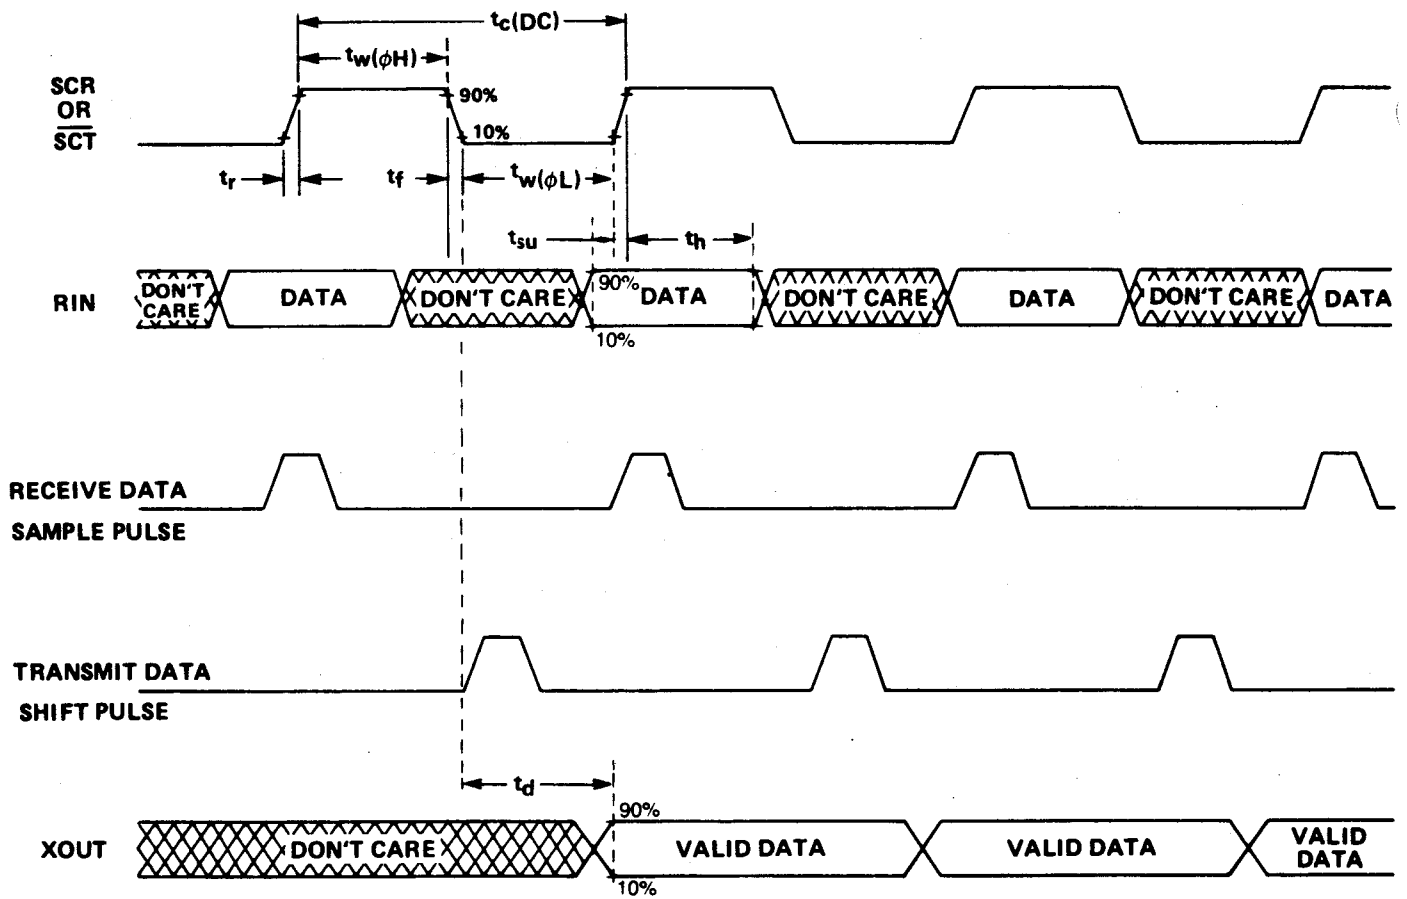 tc(DC)
tw(ϕH)
SCR
OR
SCT
90%
10%
tr
tf
tw(ϕL)
tsu
th
RIN
DON'T
CARE
DATA
DON'T CARE
90%
DATA
10%
DON'T CARE
DATA
DON'T CARE
DATA
RECEIVE DATA
SAMPLE PULSE
TRANSMIT DATA
SHIFT PULSE
td
XOUT
DON'T CARE
90%
10%
VALID DATA
VALID DATA
VALID
DATA